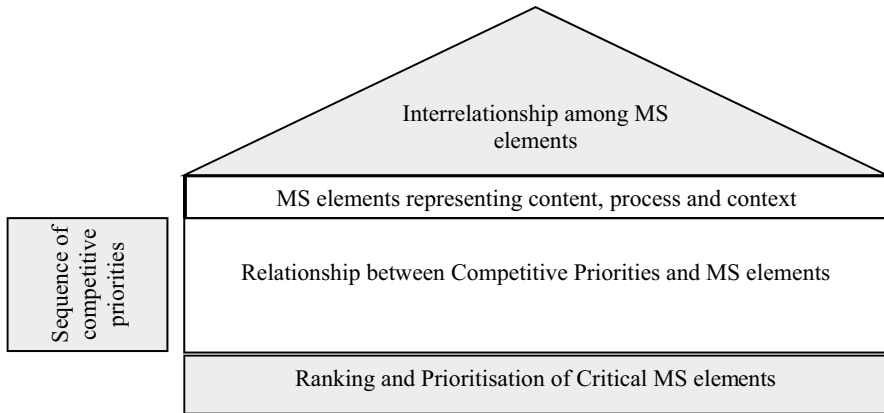 Interrelationship among MS
elements
MS elements representing content, process and context
Sequence of
competitive
priorities
Relationship between Competitive Priorities and MS elements
Ranking and Prioritisation of Critical MS elements